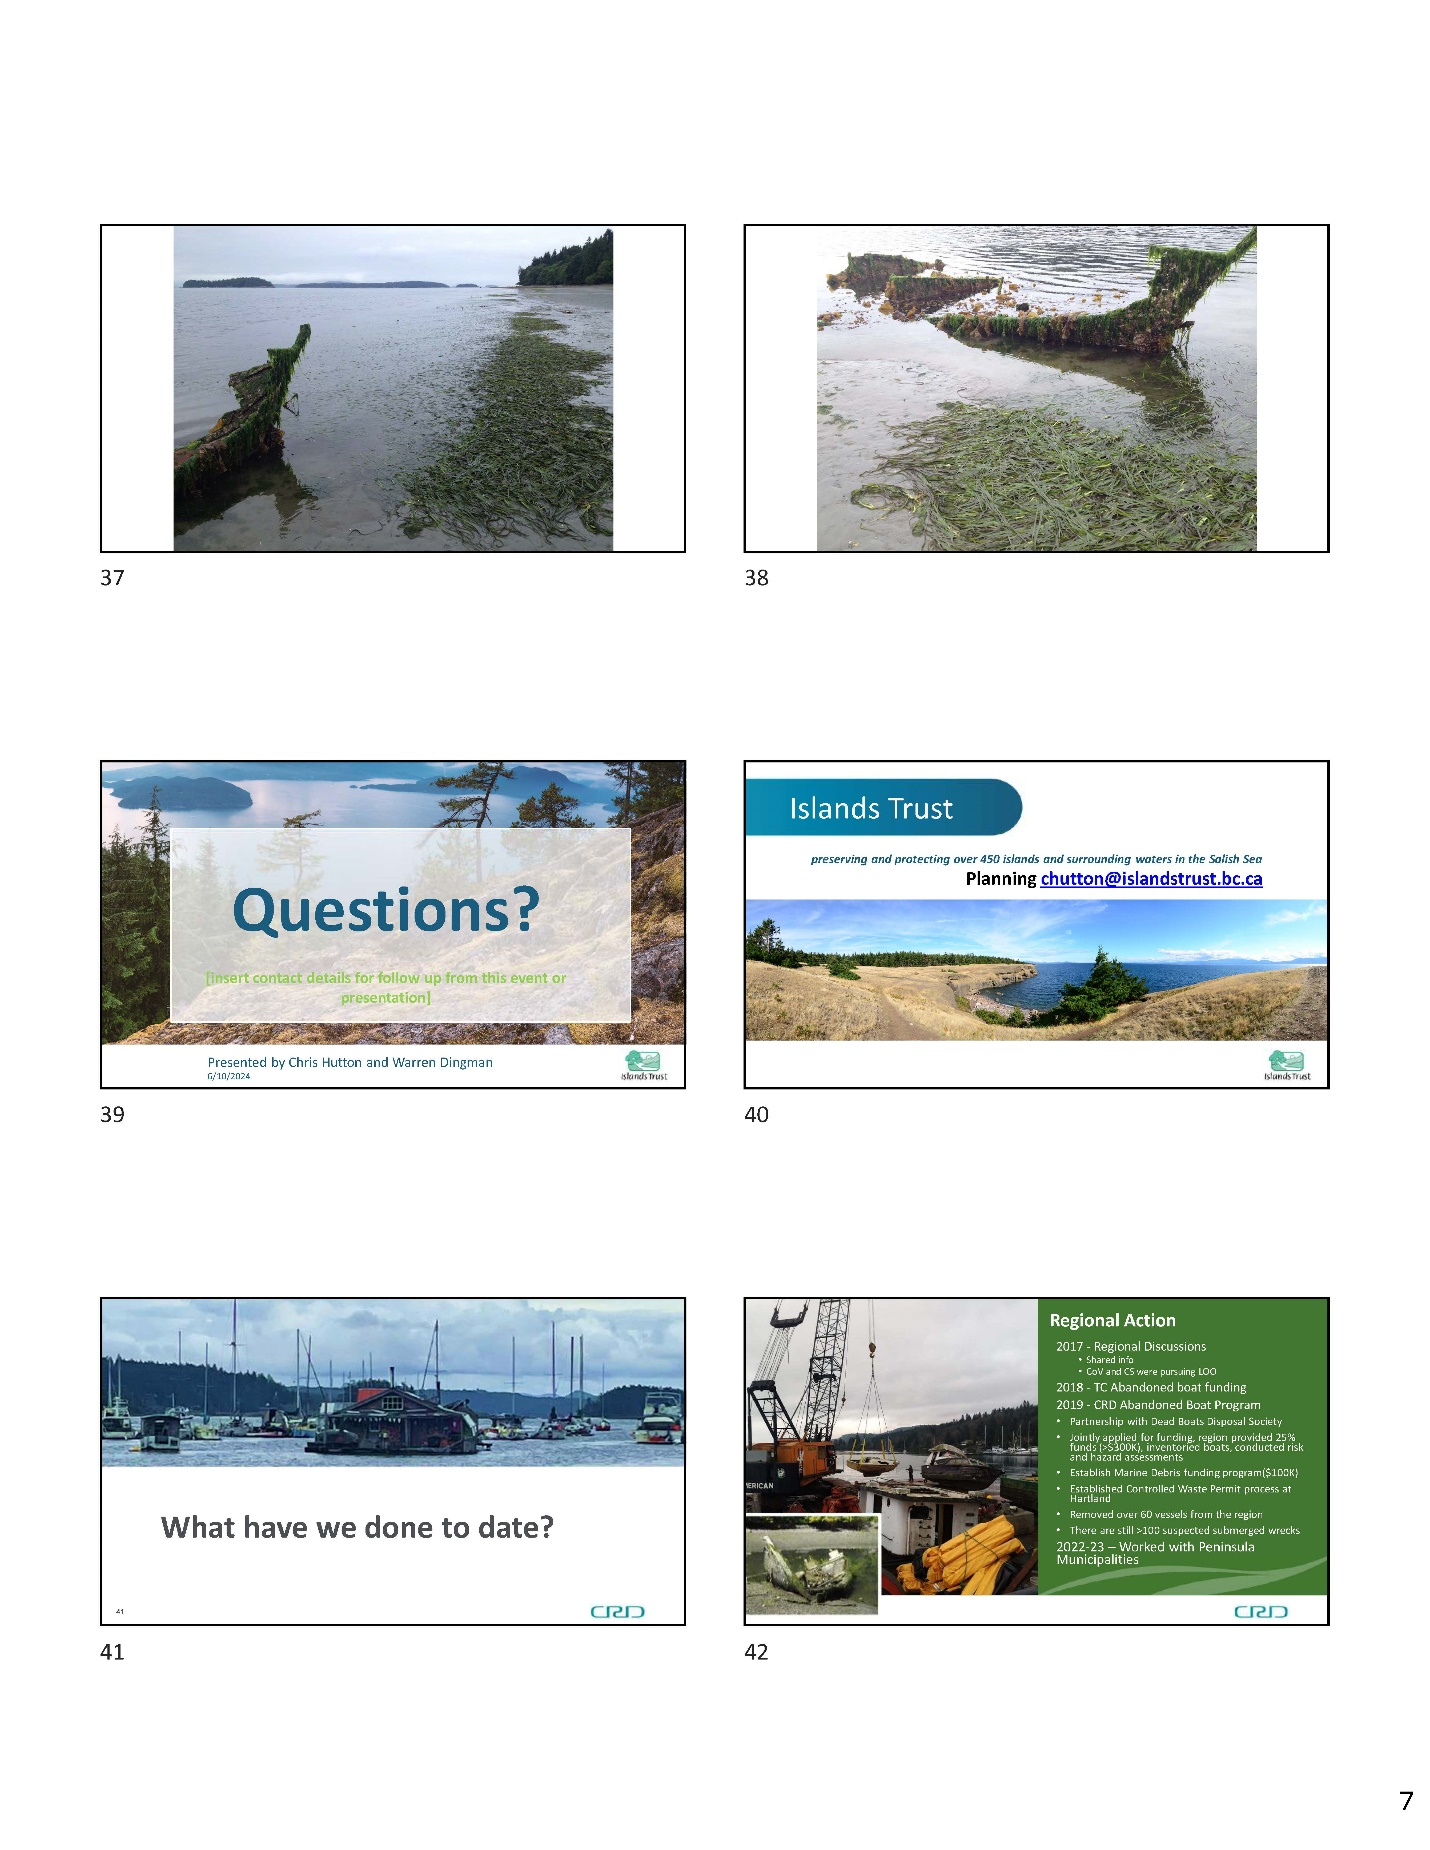 37
38
Questions?
[Insert contact details for follow up from this event or
presentation]
Presented by Chris Hutton and Warren Dingman
6/10/2024
Islands Trust
39
Islands Trust
preserving and protecting over 450 islands and surrounding waters in the Salish Sea
Planning chutton@islandstrust.bc.ca
Islands Trust
40
What have we done to date?
41
CRD
41
Regional Action
2017 - Regional Discussions
• Shared info
• CoV and CS were pursuing LOO
2018 - TC Abandoned boat funding
2019 - CRD Abandoned Boat Program
• Partnership with Dead Boats Disposal Society
• Jointly applied for funding, region provided 25%
funds (>$300K), inventoried boats, conducted risk
and hazard assessments
• Establish Marine Debris funding program($100K)
• Established Controlled Waste Permit process at
Hartland
• Removed over 60 vessels from the region
• There are still >100 suspected submerged wrecks
2022-23 – Worked with Peninsula
Municipalities
ERICAN
CRD
42
7